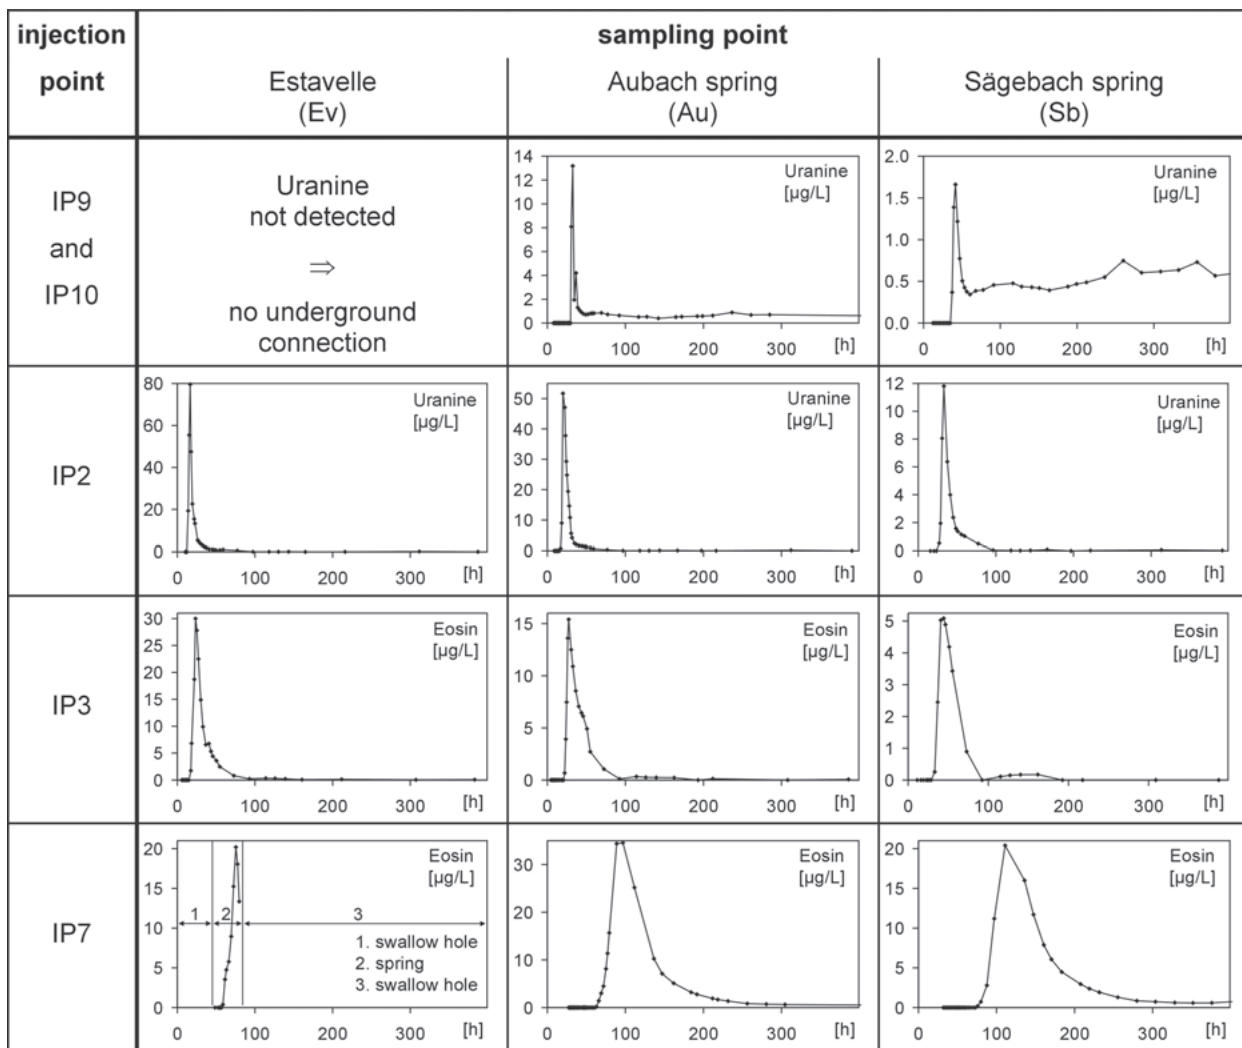 injection point
sampling point
Estavelle
(Ev)
Aubach spring
(Au)
Sägebach spring
(Sb)
IP9
and
IP10
Uranine
not detected
⇒
no underground
connection
14
12
10
8
6
4
2
0
Uranine
[µg/L]
0 100 200 300 [h]
2.0
1.5
1.0
0.5
0.0
Uranine
[µg/L]
0 100 200 300 [h]
IP2
80
60
40
20
0
Uranine
[µg/L]
0 100 200 300 [h]
50
40
30
20
10
0
Uranine
[µg/L]
0 100 200 300 [h]
12
10
8
6
4
2
0
Uranine
[µg/L]
0 100 200 300 [h]
IP3
30
25
20
15
10
5
0
Eosin
[µg/L]
0 100 200 300 [h]
15
10
5
0
Eosin
[µg/L]
0 100 200 300 [h]
5
4
3
2
1
0
Eosin
[µg/L]
0 100 200 300 [h]
IP7
20
15
10
5
0
Eosin
[µg/L]
1 2 3
1. swallow hole
2. spring
3. swallow hole
0 100 200 300 [h]
30
20
10
0
Eosin
[µg/L]
0 100 200 300 [h]
20
15
10
5
0
Eosin
[µg/L]
0 100 200 300 [h]